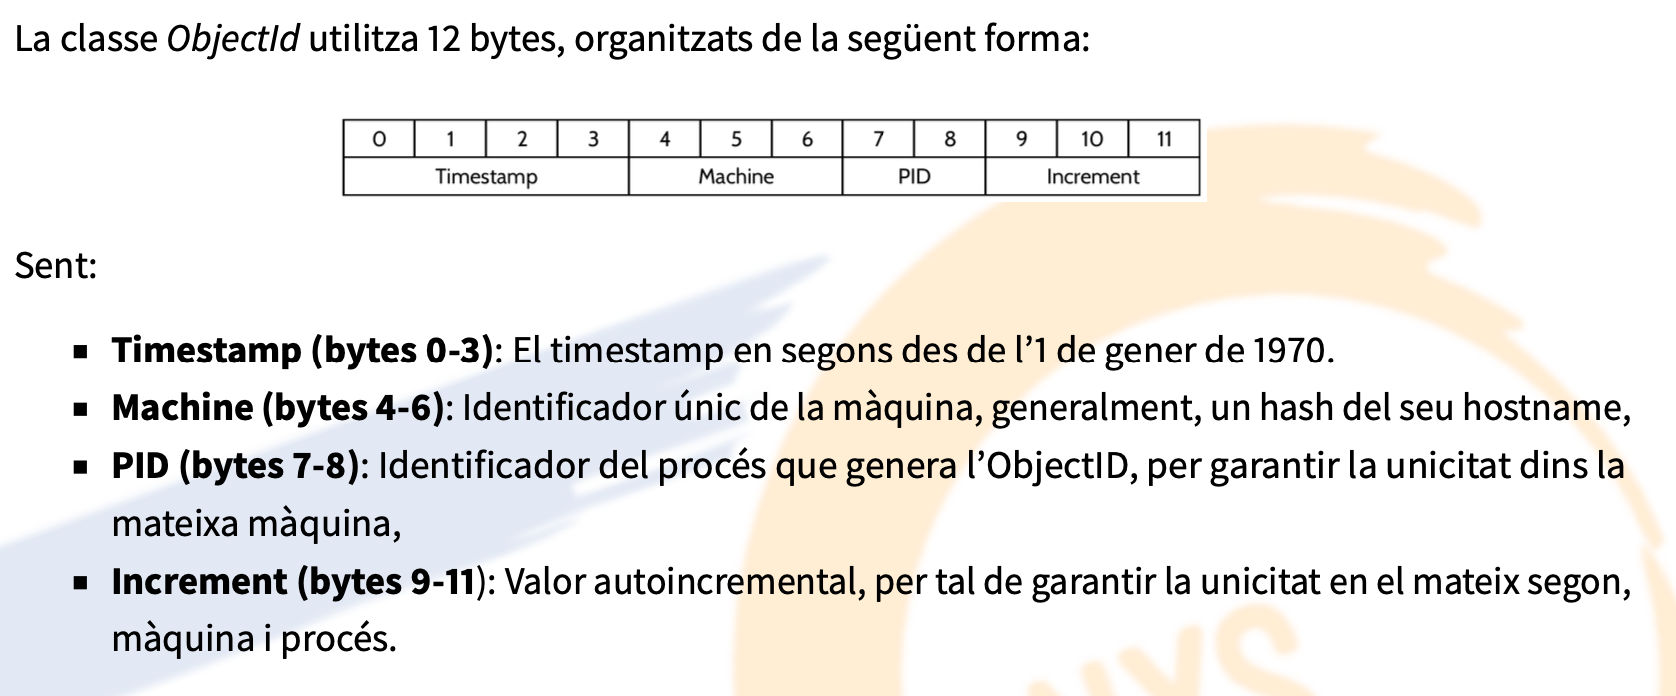 La classe ObjectId utilitza 12 bytes, organitzats de la següent forma:
0 1 2 3 4 5 6 7 8 9 10 11
Timestamp Machine PID Increment
Sent:
▪ Timestamp (bytes 0-3): El timestamp en segons des de l’1 de gener de 1970.
▪ Machine (bytes 4-6): Identificador únic de la màquina, generalment, un hash del seu hostname,
▪ PID (bytes 7-8): Identificador del procés que genera l’ObjectID, per garantir la unicitat dins la
mateixa màquina,
▪ Increment (bytes 9-11): Valor autoincremental, per tal de garantir la unicitat en el mateix segon,
màquina i procés.